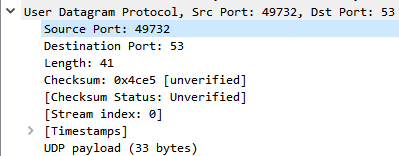 User Datagram Protocol, Src Port: 49732, Dst Port: 53
Source Port: 49732
Destination Port: 53
Length: 41
Checksum: 0x4ce5 [unverified]
[Checksum Status: Unverified]
[Stream index: 0]
[Timestamps]
UDP payload (33 bytes)